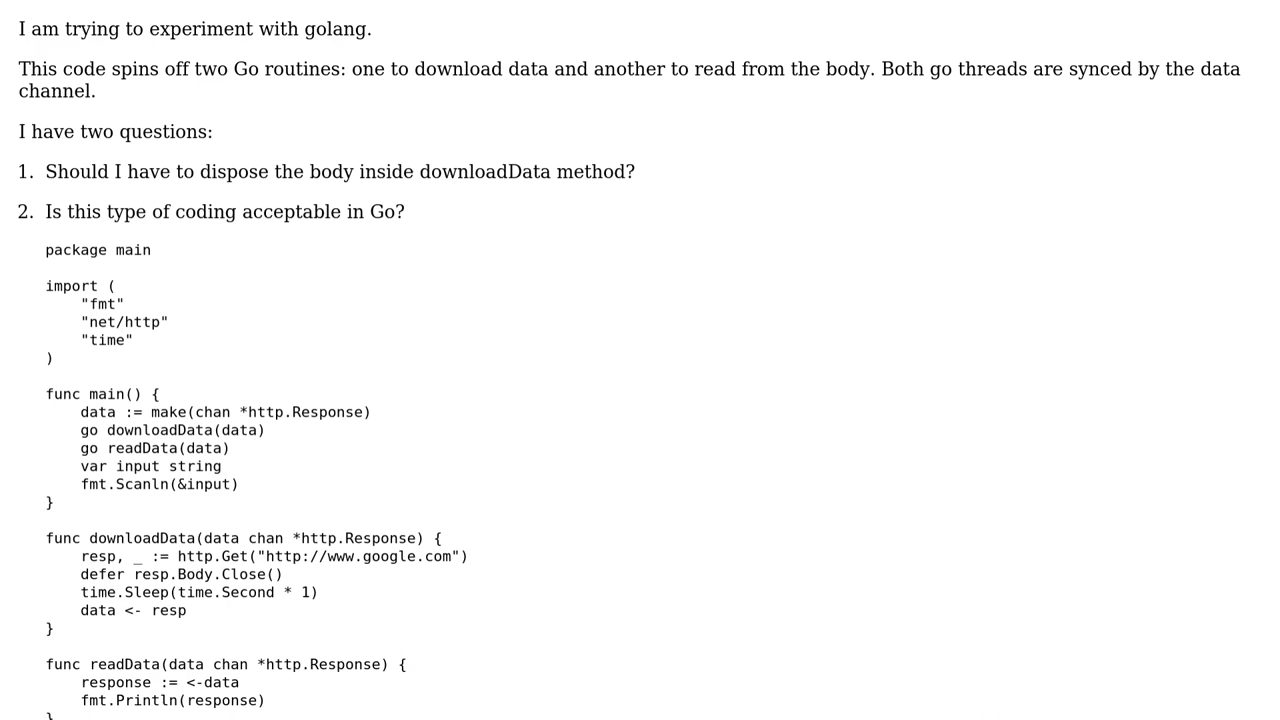 I am trying to experiment with golang.
This code spins off two Go routines: one to download data and another to read from the body. Both go threads are synced by the data
channel.
I have two questions:
1. Should I have to dispose the body inside downloadData method?
2. Is this type of coding acceptable in Go?
package main
import (
    "fmt"
    "net/http"
    "time"
)
func main() {
    data := make(chan *http.Response)
    go downloadData(data)
    go readData(data)
    var input string
    fmt.Scanln(&input)
}
func downloadData(data chan *http.Response) {
    resp, _ := http.Get("http://www.google.com")
    defer resp.Body.Close()
    time.Sleep(time.Second * 1)
    data <- resp
}
func readData(data chan *http.Response) {
    response := <-data
    fmt.Println(response)
}